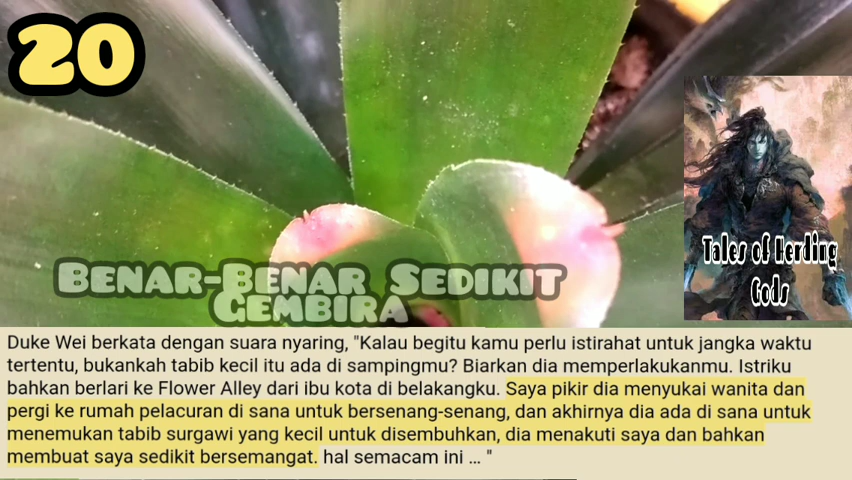 20
Tales of Herding
Gods
Benar-Benar Sedikit
Gembira
Duke Wei berkata dengan suara nyaring, "Kalau begitu kamu perlu istirahat untuk jangka waktu
tertentu, bukankah tabib kecil itu ada di sampingmu? Biarkan dia memperlakukanmu. Istriku
bahkan berlari ke Flower Alley dari ibu kota di belakangku. Saya pikir dia menyukai wanita dan
pergi ke rumah pelacuran di sana untuk bersenang-senang, dan akhirnya dia ada di sana untuk
menemukan tabib surgawi yang kecil untuk disembuhkan, dia menakuti saya dan bahkan
membuat saya sedikit bersemangat. hal semacam ini ... "